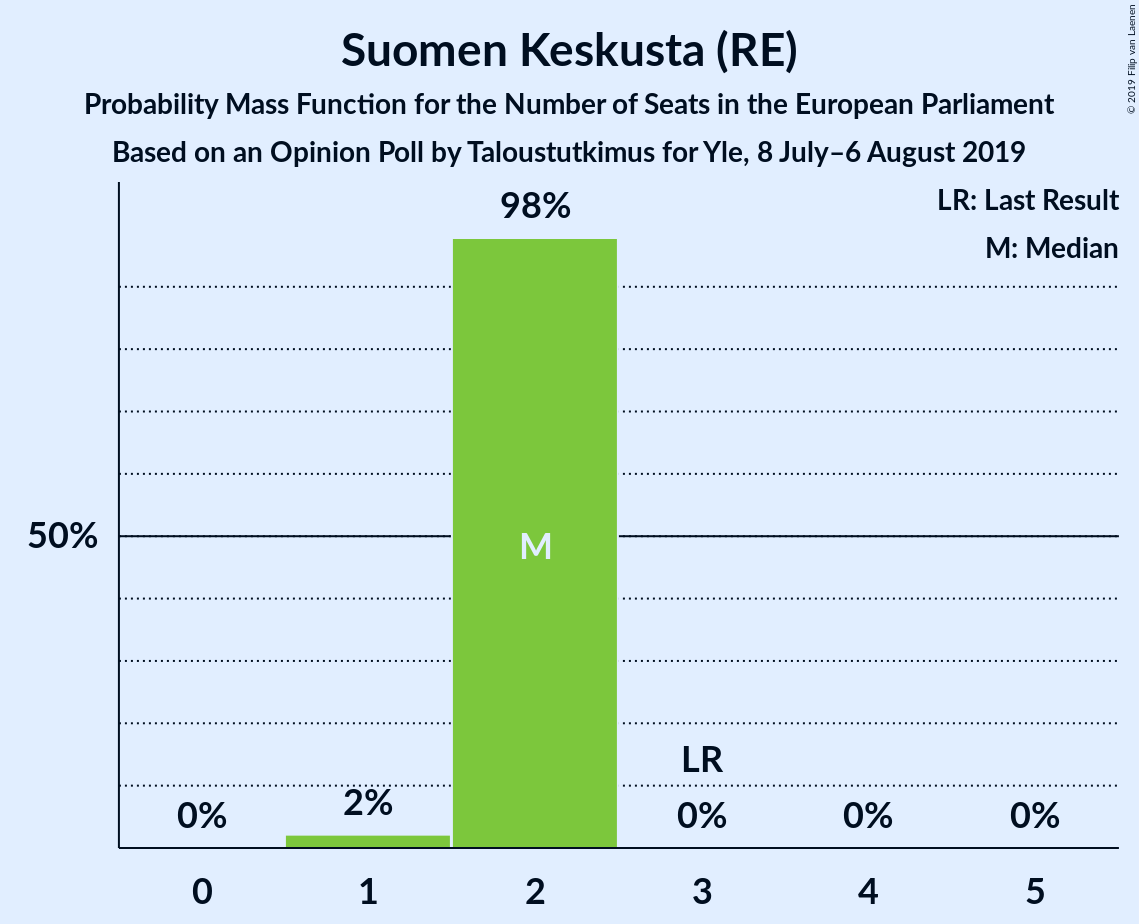 Suomen Keskusta (RE)
Probability Mass Function for the Number of Seats in the European Parliament
Based on an Opinion Poll by Taloustutkimus for Yle, 8 July–6 August 2019
© 2019 Filip van Laenen
LR: Last Result
M: Median
98%
50%
M
LR
0%
2%
0%
0%
0%
0
1
2
3
4
5